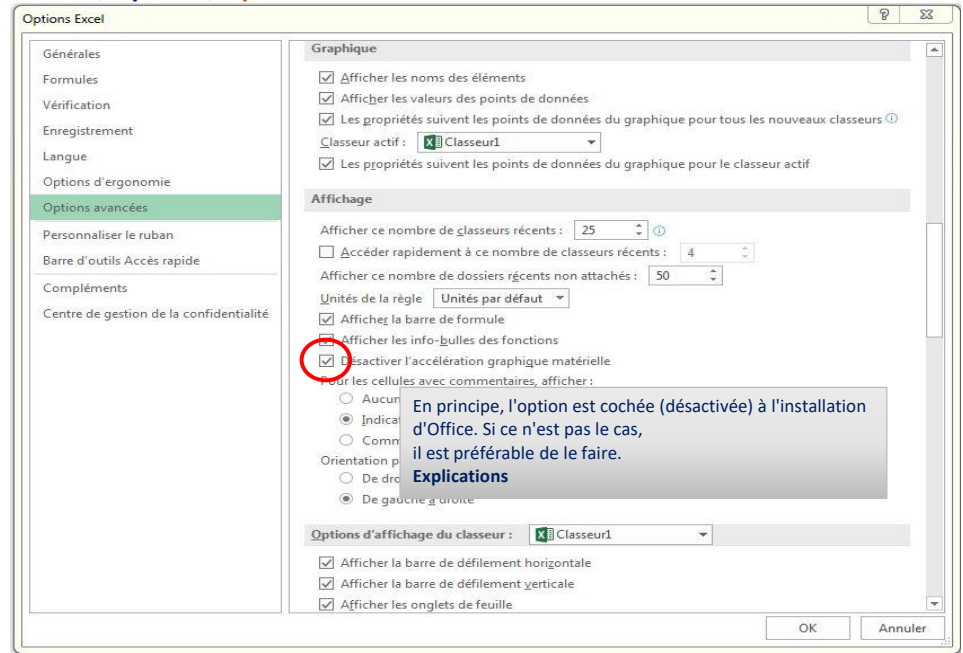 Options Excel
Générales
Formules
Vérification
Enregistrement
Langue
Options d'ergonomie
Options avancées
Personnaliser le ruban
Barre d'outils Accès rapide
Compléments
Centre de gestion de la confidentialité
Graphique
Afficher les noms des éléments
Afficher les valeurs des points de données
Les propriétés suivent les points de données du graphique pour tous les nouveaux classeurs
Classeur actif : Classeur1
Les propriétés suivent les points de données du graphique pour le classeur actif
Affichage
Afficher ce nombre de classeurs récents : 25
Accéder rapidement à ce nombre de classeurs récents : 4
Afficher ce nombre de dossiers récents non attachés : 50
Unités de la règle Unités par défaut
Afficher la barre de formule
Afficher les info-bulles des fonctions
Désactiver l'accélération graphique matérielle
Pour les cellules avec commentaires, afficher :
En principe, l'option est cochée (désactivée) à l'installation
d'Office. Si ce n'est pas le cas,
il est préférable de le faire.
Explications
De gauche à droite
Options d'affichage du classeur : Classeur1
Afficher la barre de défilement horizontale
Afficher la barre de défilement verticale
Afficher les onglets de feuille
OK Annuler